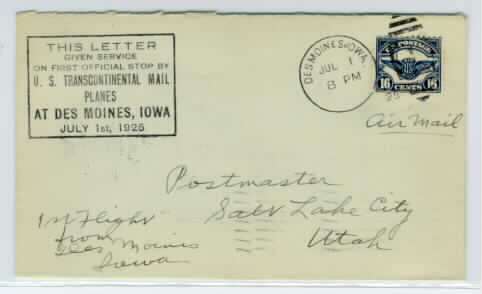 THIS LETTER
GIVEN SERVICE
ON FIRST OFFICIAL STOP BY
U. S. TRANSCONTINENTAL MAIL
PLANES
AT DES MOINES, IOWA
JULY 1st, 1925
DES MOINES, IOWA
JUL 1
8 PM
25
U.S. POSTAGE
16 CENTS 16
Air Mail
Postmaster
Salt Lake City
Utah
1st Flight
from
Des Moines
Iowa